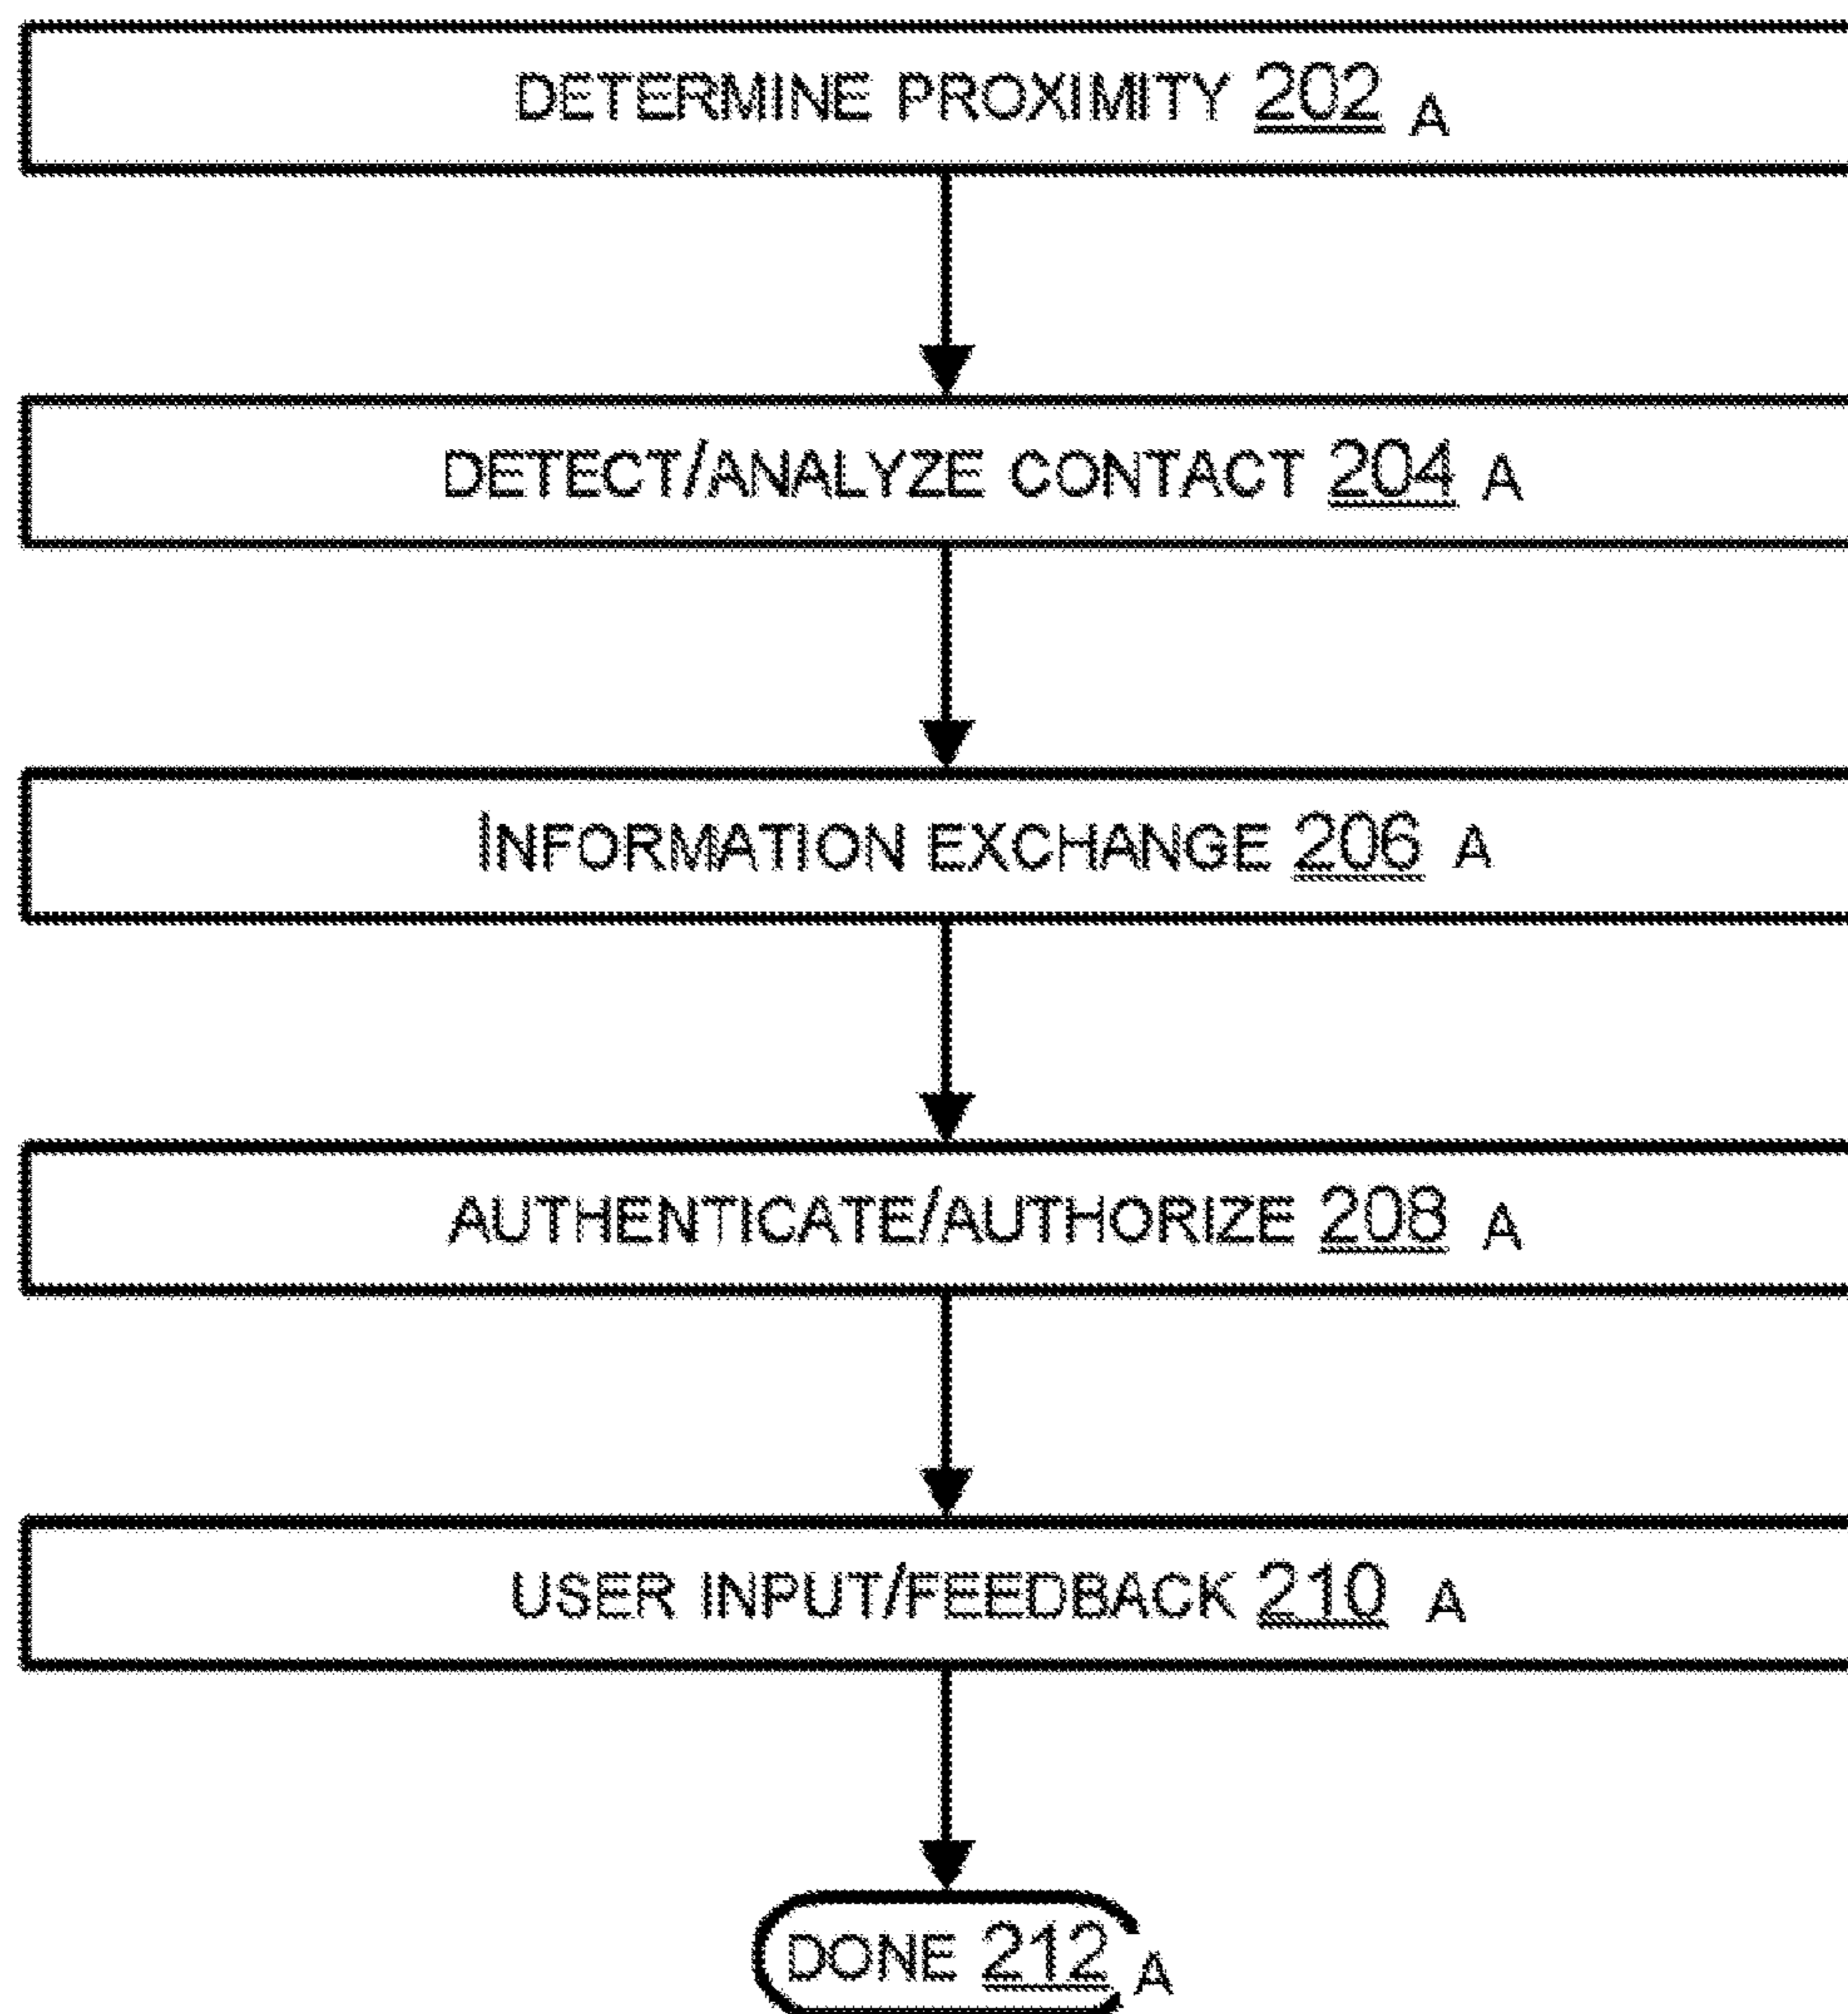 DETERMINE PROXIMITY 202 A
DETECT/ANALYZE CONTACT 204 A
INFORMATION EXCHANGE 206 A
AUTHENTICATE/AUTHORIZE 208 A
USER INPUT/FEEDBACK 210 A
DONE 212 A